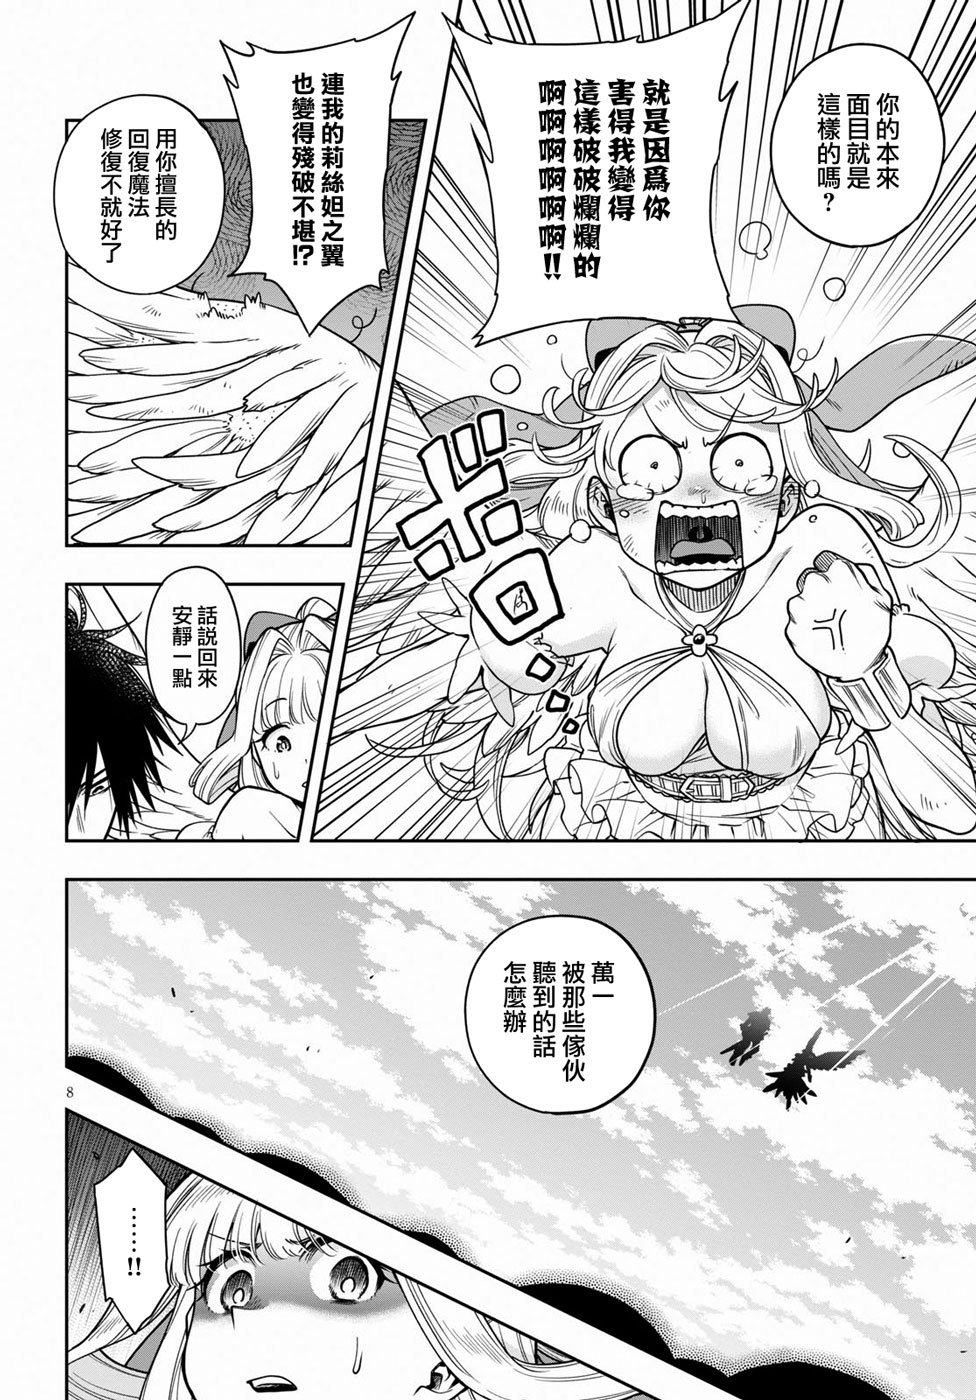 你的本來
面目就是
這樣的嗎?
就是因爲你
害得我變得
這樣破破爛爛的
啊啊啊啊啊啊!!
ボロ
連我的莉絲妲之翼
也變得殘破不堪!?
用你擅長的
回復魔法
修復不就好了
話説回來
安靜一點
萬一
被那些傢伙
聽到的話
怎麼辦
……!!
8